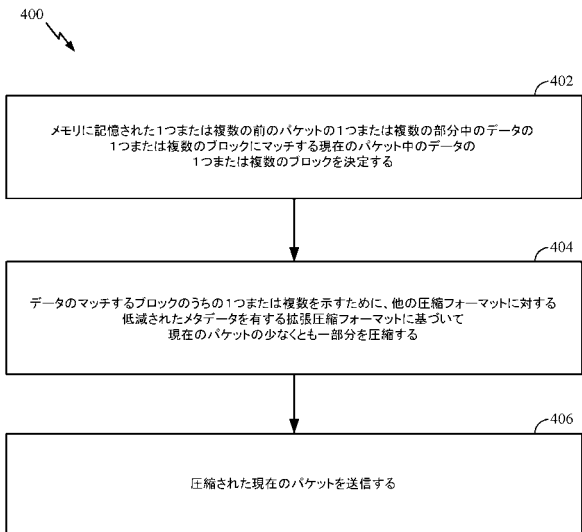 400
402
メモリに記憶された1つまたは複数の前のパケットの1つまたは複数の部分中のデータの
1つまたは複数のブロックにマッチする現在のパケット中のデータの
1つまたは複数のブロックを決定する
404
データのマッチするブロックのうちの1つまたは複数を示すために、他の圧縮フォーマットに対する
低減されたメタデータを有する拡張圧縮フォーマットに基づいて
現在のパケットの少なくとも一部分を圧縮する
406
圧縮された現在のパケットを送信する